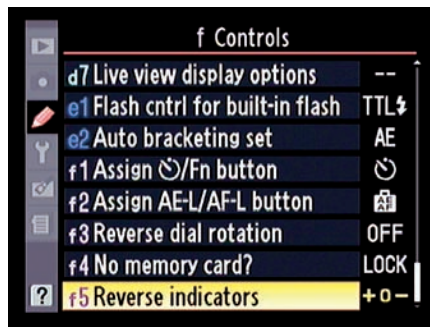 f Controls
d7 Live view display options --
e1 Flash cntrl for built-in flash TTL⚡
e2 Auto bracketing set AE
f1 Assign /Fn button
f2 Assign AE-L/AF-L button
f3 Reverse dial rotation OFF
f4 No memory card? LOCK
? f5 Reverse indicators +0−